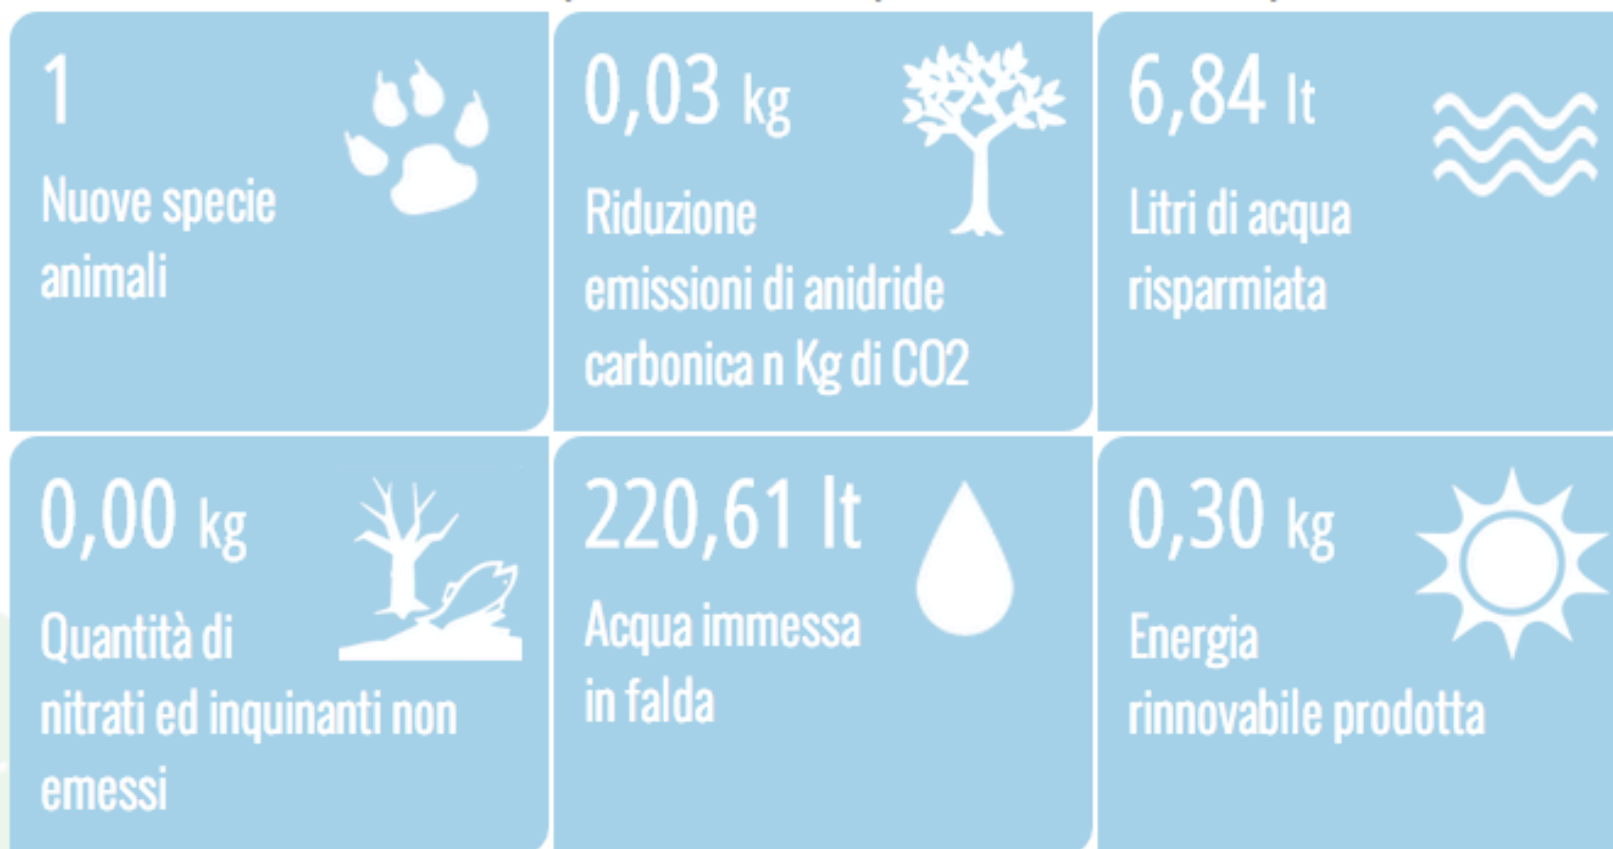 1
Nuove specie
animali
0,03 kg
Riduzione
emissioni di anidride
carbonica n Kg di CO2
6,84 lt
Litri di acqua
risparmiata
0,00 kg
Quantità di
nitrati ed inquinanti non
emessi
220,61 lt
Acqua immessa
in falda
0,30 kg
Energia
rinnovabile prodotta